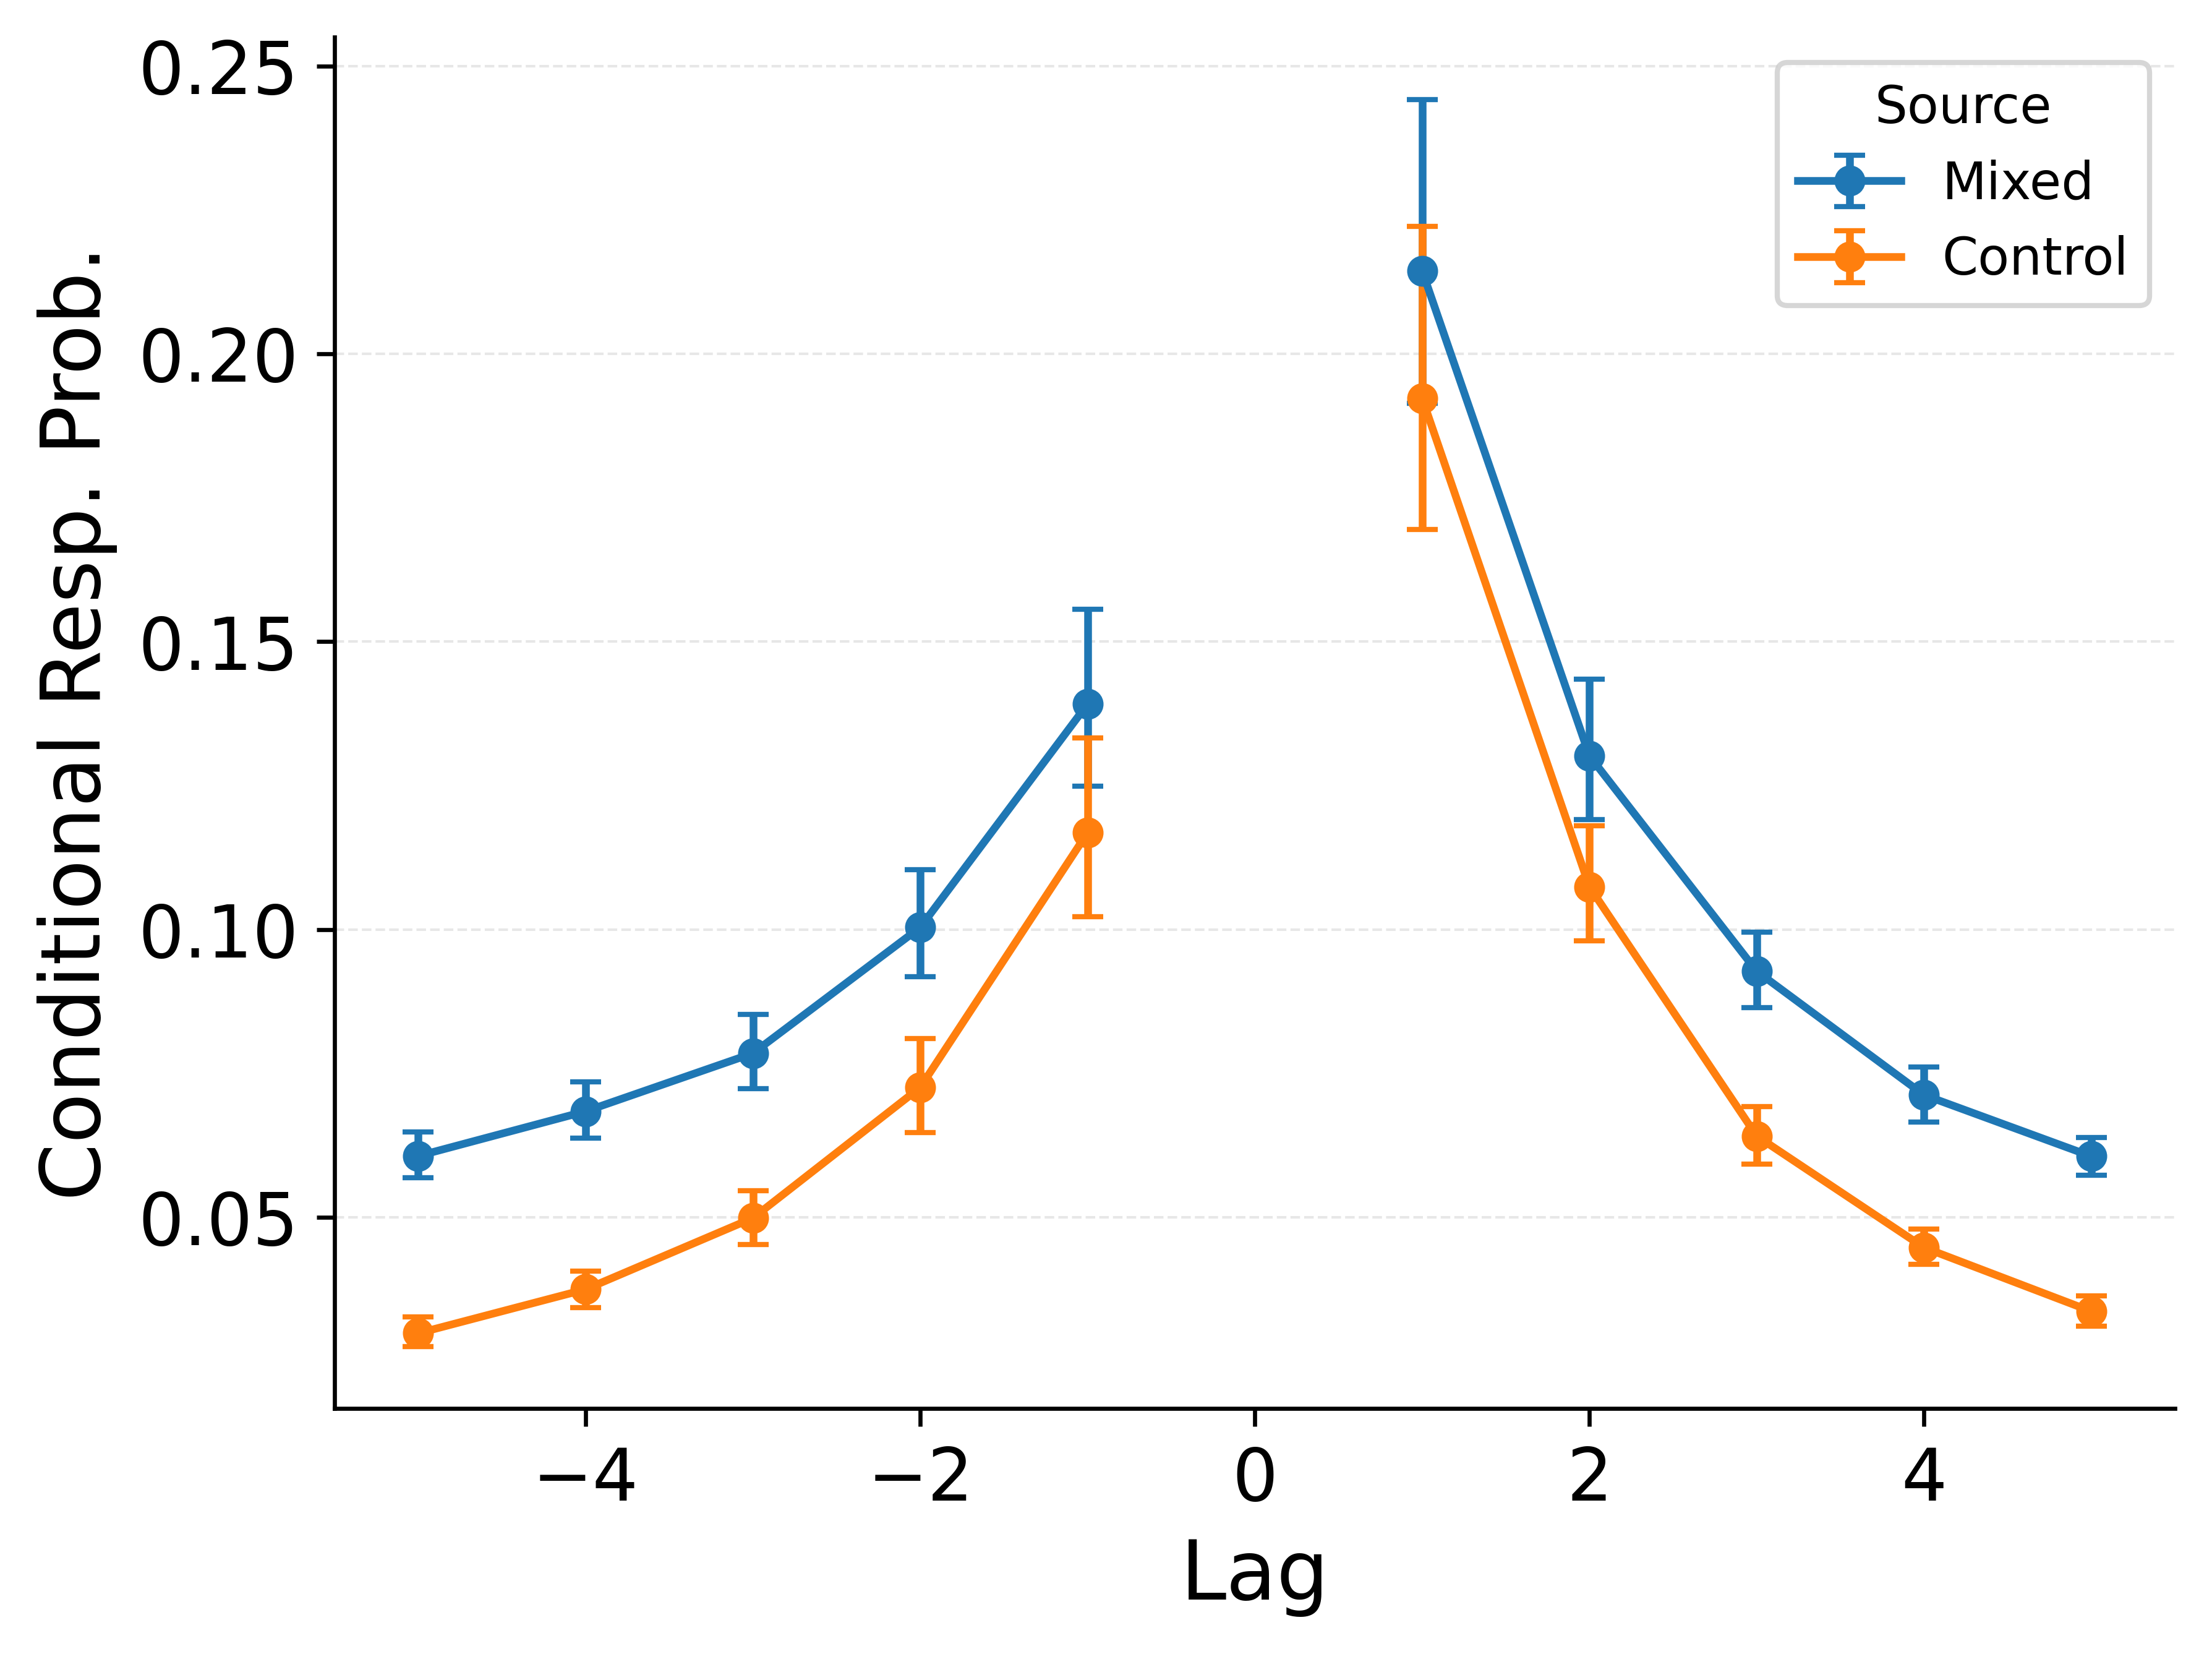 0.25
0.20
0.15
0.10
0.05
Conditional Resp. Prob.
Source
Mixed
Control
−4
−2
0
2
4
Lag